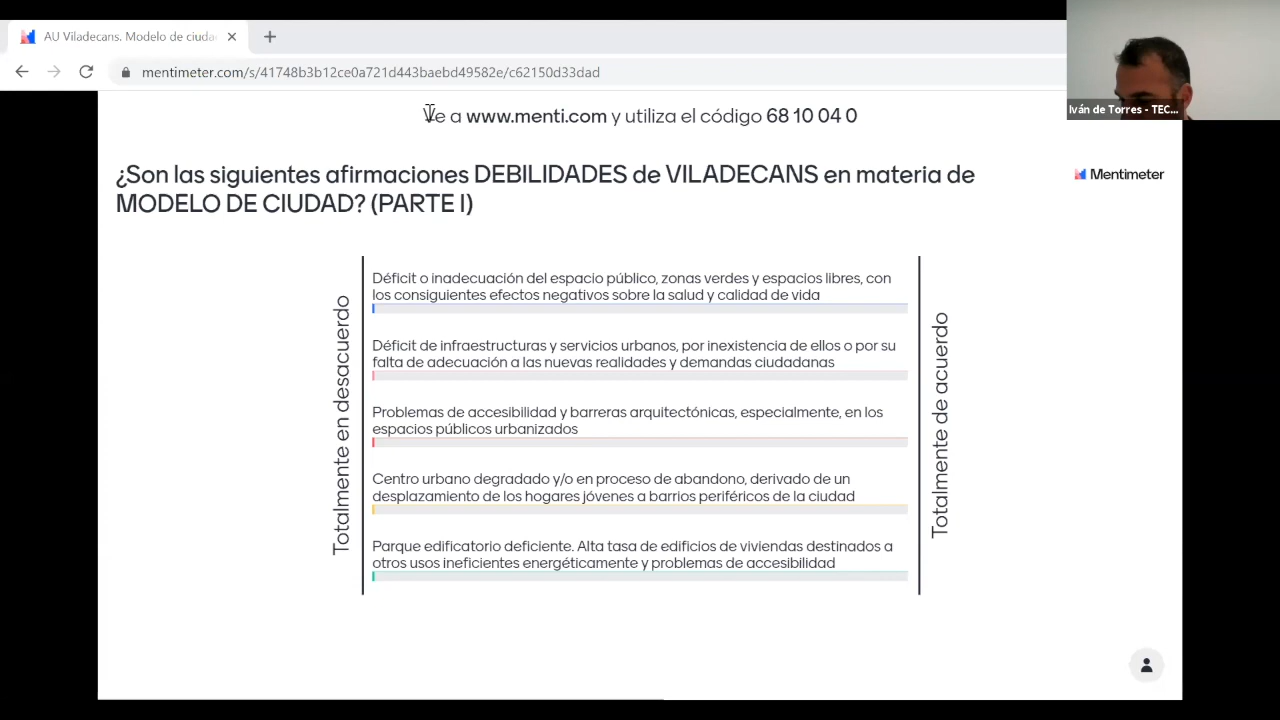 AU Viladecans. Modelo de ciuda
mentimeter.com/s/41748b3b12ce0a721d443baebd49582e/c62150d33dad
Iván de Torres - TEC...
Ve a www.menti.com y utiliza el código 68 10 04 0
¿Son las siguientes afirmaciones DEBILIDADES de VILADECANS en materia de
MODELO DE CIUDAD? (PARTE I)
Mentimeter
Totalmente en desacuerdo
Déficit o inadecuación del espacio público, zonas verdes y espacios libres, con
los consiguientes efectos negativos sobre la salud y calidad de vida
Déficit de infraestructuras y servicios urbanos, por inexistencia de ellos o por su
falta de adecuación a las nuevas realidades y demandas ciudadanas
Problemas de accesibilidad y barreras arquitectónicas, especialmente, en los
espacios públicos urbanizados
Centro urbano degradado y/o en proceso de abandono, derivado de un
desplazamiento de los hogares jóvenes a barrios periféricos de la ciudad
Parque edificatorio deficiente. Alta tasa de edificios de viviendas destinados a
otros usos ineficientes energéticamente y problemas de accesibilidad
Totalmente de acuerdo